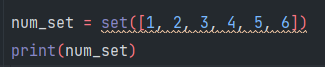 num_set = set([1, 2, 3, 4, 5, 6])
print(num_set)